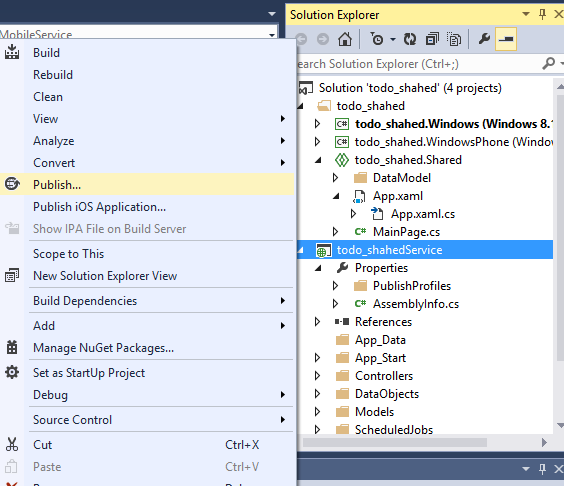 MobileService
Build
Rebuild
Clean
View
Analyze
Convert
Publish...
Publish iOS Application...
Show IPA File on Build Server
Scope to This
New Solution Explorer View
Build Dependencies
Add
Manage NuGet Packages...
Set as StartUp Project
Debug
Source Control
Cut Ctrl+X
Paste Ctrl+V
Solution Explorer
earch Solution Explorer (Ctrl+;)
Solution 'todo_shahed' (4 projects)
todo_shahed
C# todo_shahed.Windows (Windows 8.1
C# todo_shahed.WindowsPhone (Window
todo_shahed.Shared
DataModel
App.xaml
App.xaml.cs
C# MainPage.cs
todo_shahedService
Properties
PublishProfiles
C# AssemblyInfo.cs
References
App_Data
App_Start
Controllers
DataObjects
Models
ScheduledJobs